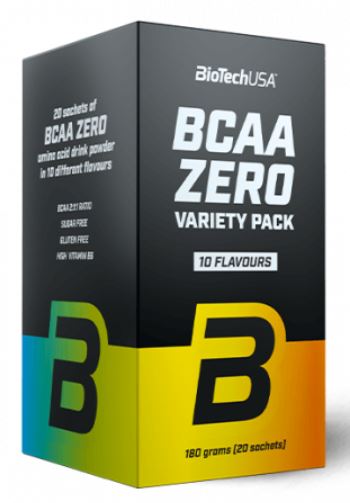 BioTechUSA
BCAA
ZERO
VARIETY PACK
10 FLAVOURS
180 grams (20 sachets)
20 sachets of
BCAA ZERO
amino acid drink powder
in 10 different flavours
BCAA 2:1:1 RATIO
SUGAR FREE
GLUTEN FREE
HIGH VITAMIN B6
B
B